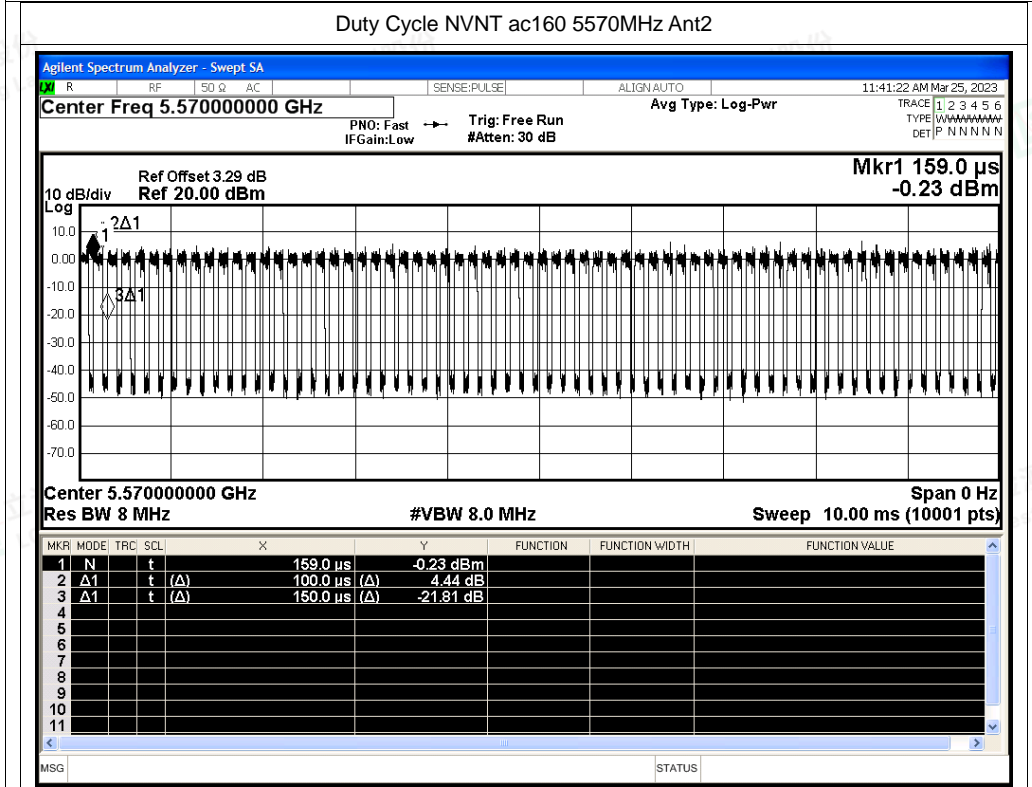 Duty Cycle NVNT ac160 5570MHz Ant2
Agilent Spectrum Analyzer - Swept SA
LXI R RF 50 Ω AC SENSE:PULSE ALIGN AUTO 11:41:22 AM Mar 25, 2023
Center Freq 5.570000000 GHz Avg Type: Log-Pwr TRACE 1 2 3 4 5 6
PNO: Fast Trig: Free Run TYPE
IFGain:Low #Atten: 30 dB DET P N N N N N
Mkr1 159.0 µs
-0.23 dBm
Ref Offset 3.29 dB
10 dB/div Ref 20.00 dBm
Log
10.0
0.00
-10.0
-20.0
-30.0
-40.0
-50.0
-60.0
-70.0
2Δ1
1
3Δ1
Center 5.570000000 GHz Span 0 Hz
Res BW 8 MHz #VBW 8.0 MHz Sweep 10.00 ms (10001 pts)
MKR MODE TRC SCL X Y FUNCTION FUNCTION WIDTH FUNCTION VALUE
1 N t 159.0 µs -0.23 dBm
2 Δ1 t (Δ) 100.0 µs (Δ) 4.44 dB
3 Δ1 t (Δ) 150.0 µs (Δ) -21.81 dB
4
5
6
7
8
9
10
11
MSG STATUS